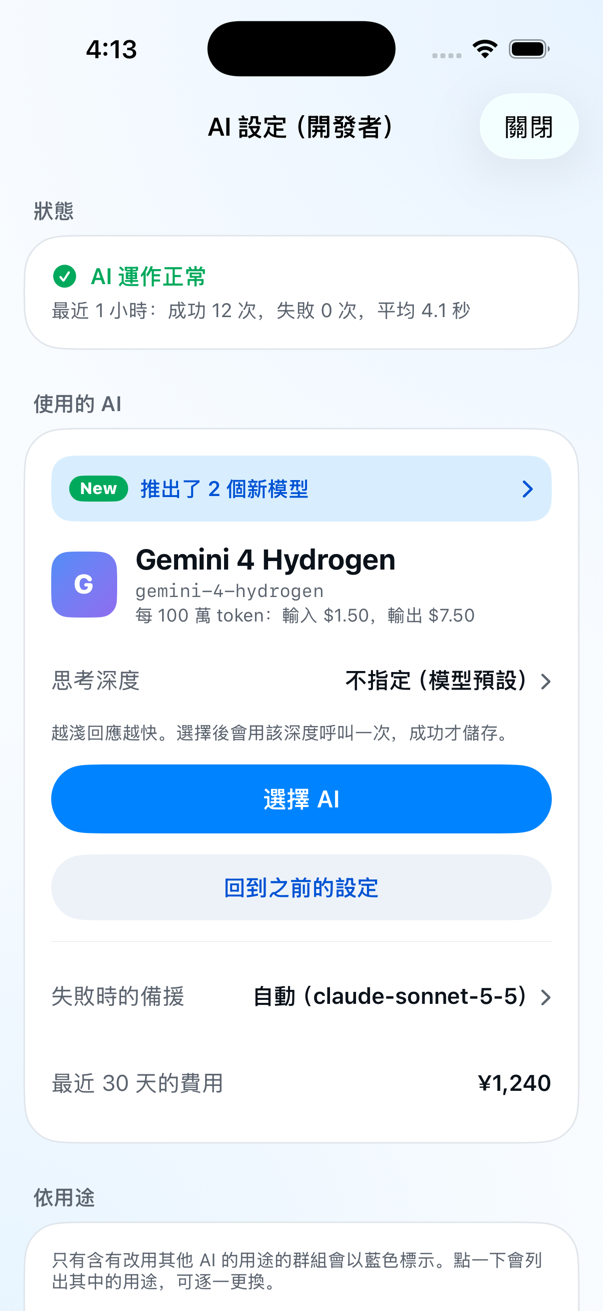 4:13
AI 設定（開發者）
關閉
狀態
AI 運作正常
最近 1 小時：成功 12 次，失敗 0 次，平均 4.1 秒
使用的 AI
New 推出了 2 個新模型
G
Gemini 4 Hydrogen
gemini-4-hydrogen
每 100 萬 token：輸入 $1.50，輸出 $7.50
思考深度 不指定（模型預設）
越淺回應越快。選擇後會用該深度呼叫一次，成功才儲存。
選擇 AI
回到之前的設定
失敗時的備援 自動（claude-sonnet-5-5）
最近 30 天的費用 ¥1,240
依用途
只有含有改用其他 AI 的用途的群組會以藍色標示。點一下會列
出其中的用途，可逐一更換。